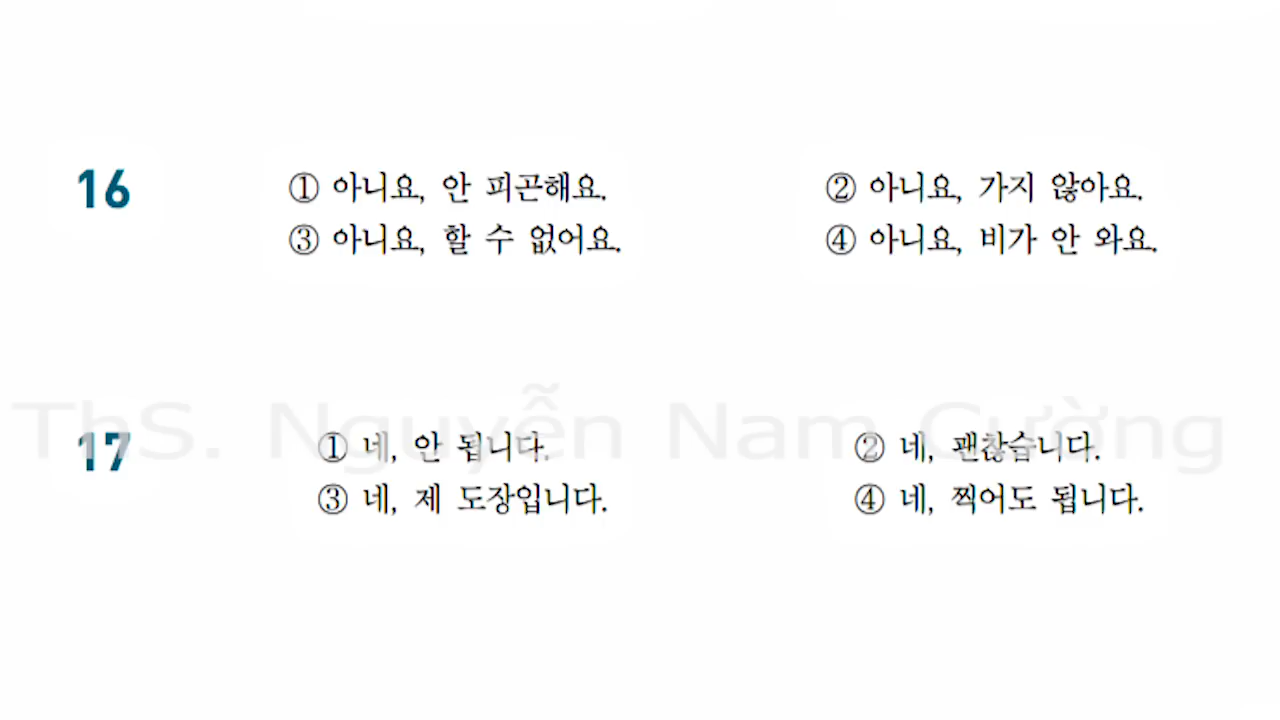 16 ① 아니요, 안 피곤해요. ② 아니요, 가지 않아요.
③ 아니요, 할 수 없어요. ④ 아니요, 비가 안 와요.
ThS. Nguyễn Nam Cường
17 ① 네, 안 됩니다. ② 네, 괜찮습니다.
③ 네, 제 도장입니다. ④ 네, 찍어도 됩니다.